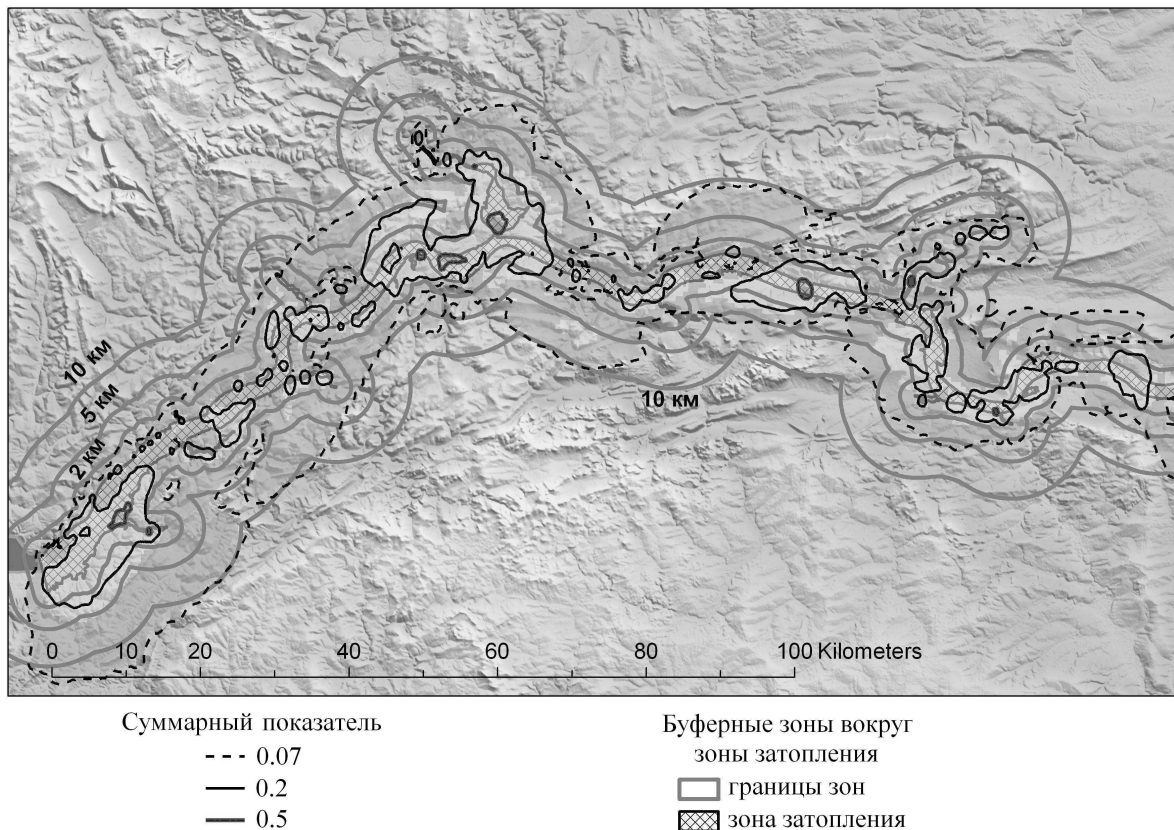 10 км
5 км
2 км
10 км
0 10 20 40 60 80 100 Kilometers
Суммарный показатель
0.07
0.2
0.5
Буферные зоны вокруг
зоны затопления
границы зон
зона затопления